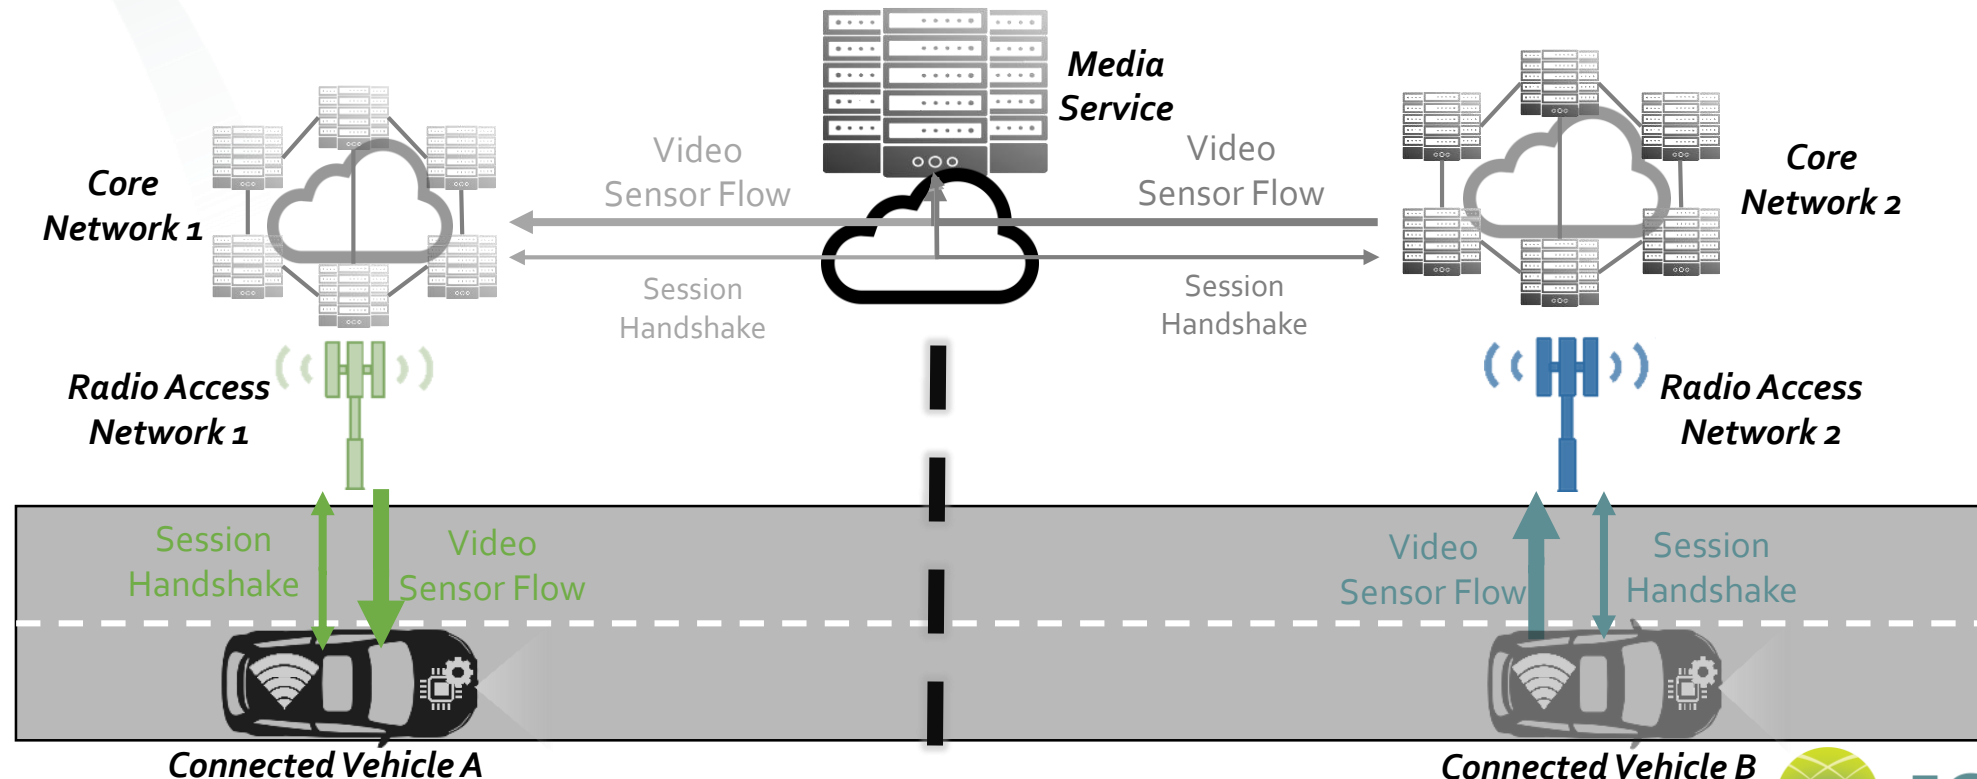 Media
Service
Core
Network 1
Video
Sensor Flow
Video
Sensor Flow
Core
Network 2
Session
Handshake
Session
Handshake
Radio Access
Network 1
Radio Access
Network 2
Session
Handshake
Video
Sensor Flow
Video
Sensor Flow
Session
Handshake
Connected Vehicle A
Connected Vehicle B